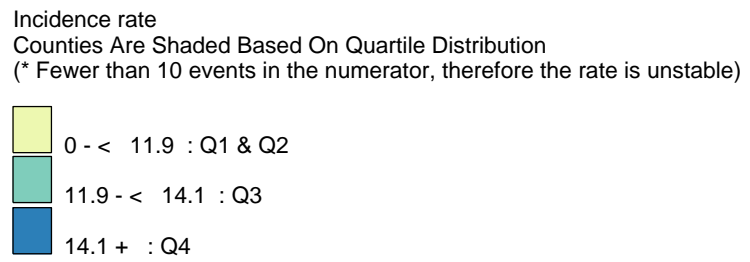 Incidence rate
Counties Are Shaded Based On Quartile Distribution
(* Fewer than 10 events in the numerator, therefore the rate is unstable)
0 - < 11.9 : Q1 & Q2
11.9 - < 14.1 : Q3
14.1 + : Q4